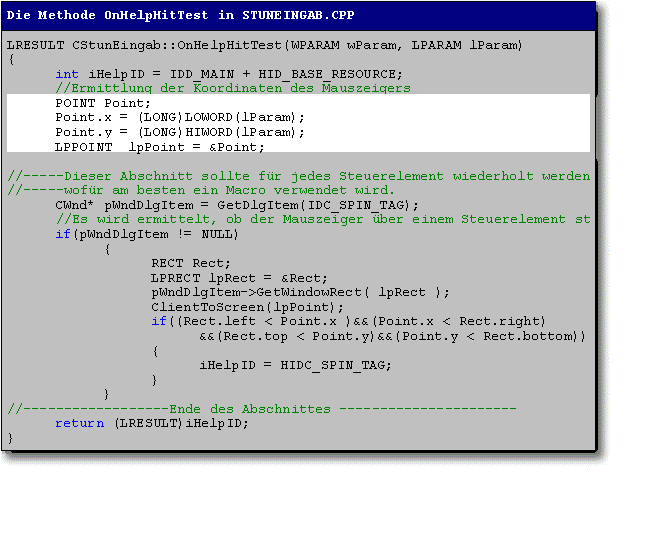 Die Methode OnHelpHitTest in STUNEINGAB.CPP
LRESULT CStunEingab::OnHelpHitTest(WPARAM wParam, LPARAM lParam)
{
int iHelpID = IDD_MAIN + HID_BASE_RESOURCE;
//Ermittlung der Koordinaten des Mauszeigers
POINT Point;
Point.x = (LONG)LOWORD(lParam);
Point.y = (LONG)HIWORD(lParam);
LPPOINT  lpPoint = &Point;
//-----Dieser Abschnitt sollte für jedes Steuerelement wiederholt werden
//-----wofür am besten ein Macro verwendet wird.
CWnd* pWndDlgItem = GetDlgItem(IDC_SPIN_TAG);
//Es wird ermittelt, ob der Mauszeiger über einem Steuerelement st
if(pWndDlgItem != NULL)
{
RECT Rect;
LPRECT lpRect = &Rect;
pWndDlgItem->GetWindowRect( lpRect );
ClientToScreen(lpPoint);
if((Rect.left < Point.x )&&(Point.x < Rect.right)
&&(Rect.top < Point.y)&&(Point.y < Rect.bottom))
{
iHelpID = HIDC_SPIN_TAG;
}
}
//------------------Ende des Abschnittes ----------------------
return (LRESULT)iHelpID;
}